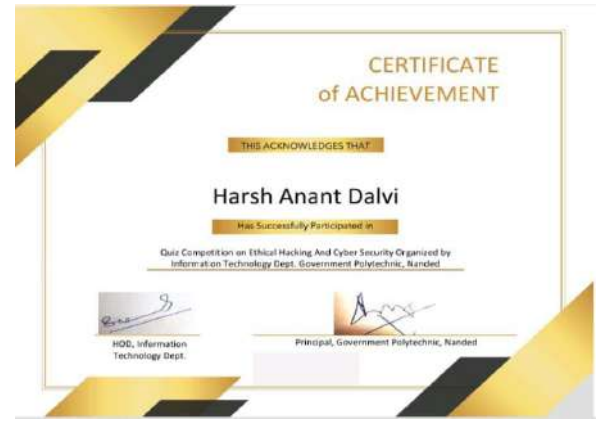 CERTIFICATE
of ACHIEVEMENT
THIS ACKNOWLEDGES THAT
Harsh Anant Dalvi
Has Successfully Participated in
Quiz Competition on Ethical Hacking And Cyber Security Organized by
Information Technology Dept. Government Polytechnic, Nanded
HOD, Information
Technology Dept.
Principal, Government Polytechnic, Nanded